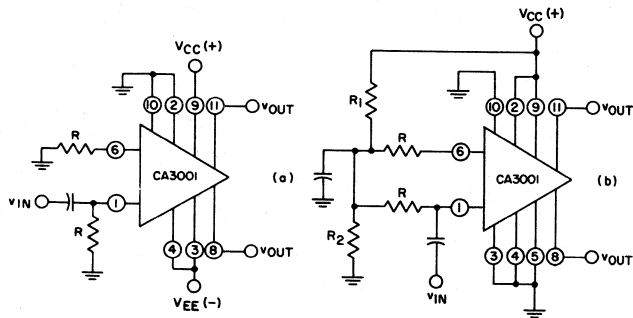 VCC (+)
10 2 9 11
vOUT
R
6
CA3001
(a)
vIN
1
R
4 3 8
vOUT
VEE (-)
VCC (+)
R1
10 2 9 11
vOUT
R
6
CA3001
(b)
R
1
R2
3 4 5 8
vOUT
vIN